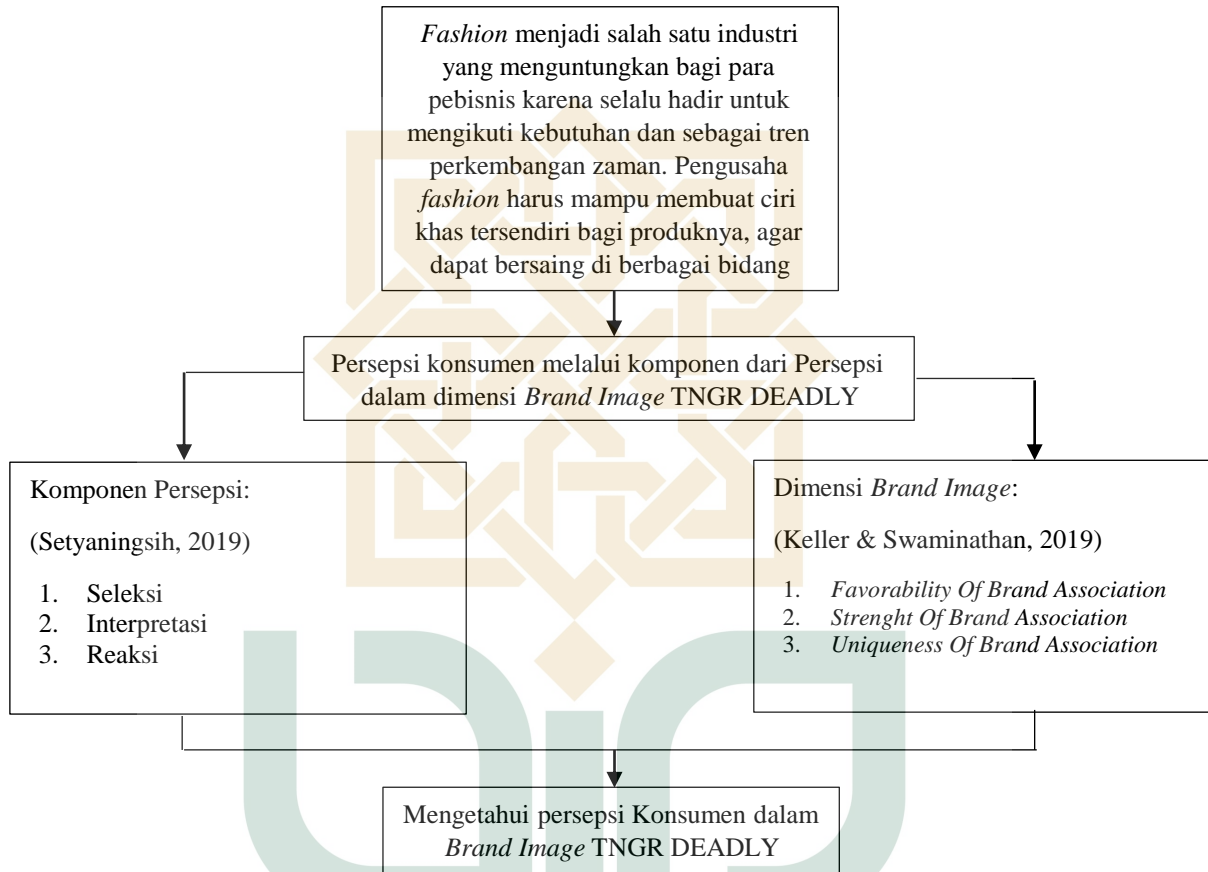 Fashion menjadi salah satu industri
yang menguntungkan bagi para
pebisnis karena selalu hadir untuk
mengikuti kebutuhan dan sebagai tren
perkembangan zaman. Pengusaha
fashion harus mampu membuat ciri
khas tersendiri bagi produknya, agar
dapat bersaing di berbagai bidang
Persepsi konsumen melalui komponen dari Persepsi
dalam dimensi Brand Image TNGR DEADLY
Komponen Persepsi:
(Setyaningsih, 2019)
1. Seleksi
2. Interpretasi
3. Reaksi
Dimensi Brand Image:
(Keller & Swaminathan, 2019)
1. Favorability Of Brand Association
2. Strenght Of Brand Association
3. Uniqueness Of Brand Association
Mengetahui persepsi Konsumen dalam
Brand Image TNGR DEADLY